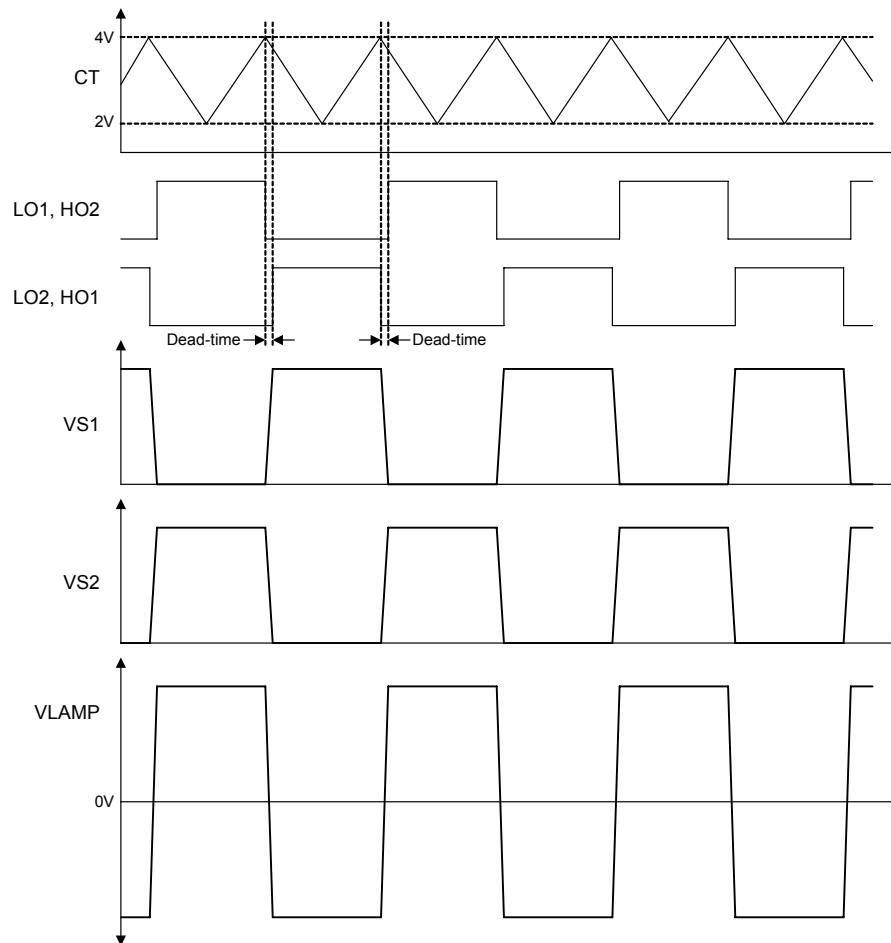 4V
CT
2V
LO1, HO2
LO2, HO1
Dead-time Dead-time
VS1
VS2
VLAMP
0V